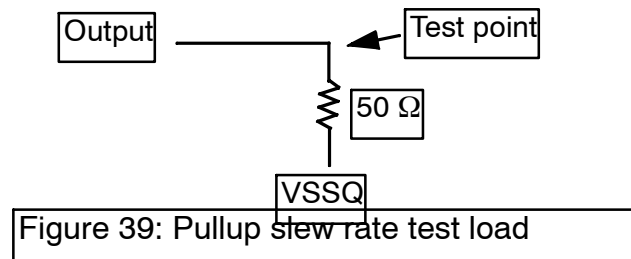 Output
Test point
50 Ω
VSSQ
Figure 39: Pullup slew rate test load